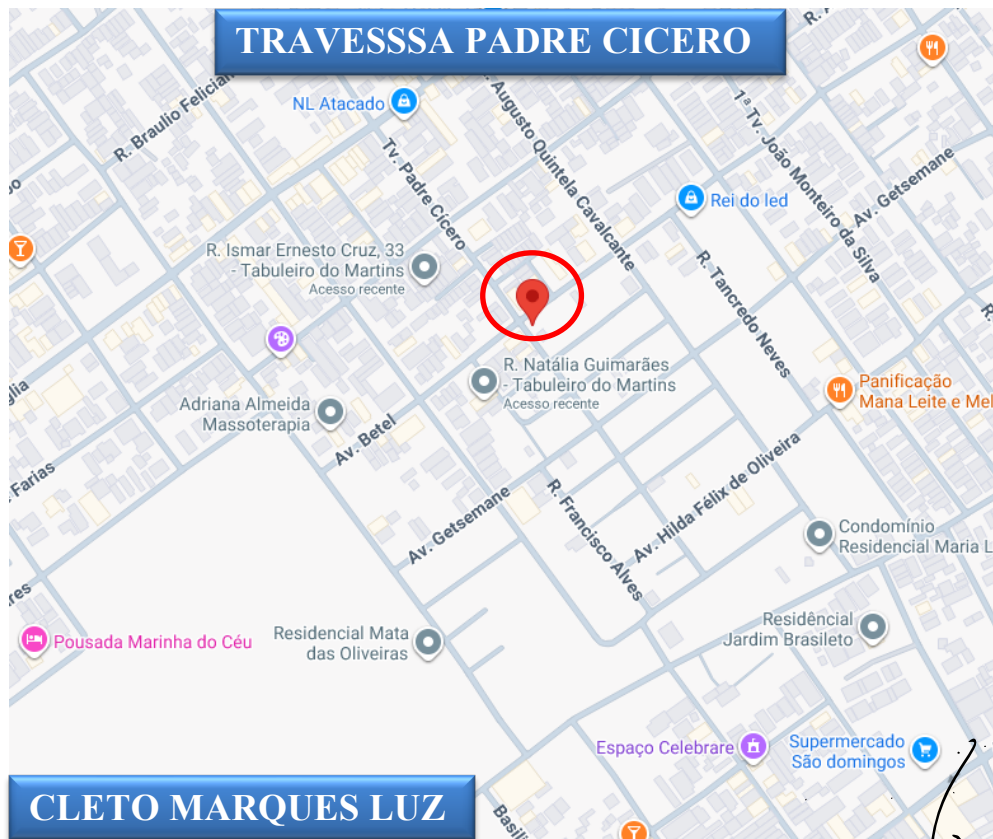 TRAVESSSA PADRE CICERO
R. Braulio Felician
NL Atacado
Tv. Padre Cícero
Augusto Quintela Cavalcante
1ª Tv. João Monteiro da Silva
Av. Getsemane
Rei do led
R. Ismar Ernesto Cruz, 33
- Tabuleiro do Martins
Acesso recente
R. Tancredo Neves
R. Natália Guimarães
- Tabuleiro do Martins
Acesso recente
Panificação
Mana Leite e Mel
Adriana Almeida
Massoterapia
Av. Betel
Farias
Av. Getsemane
R. Francisco Alves
Av. Hilda Félix de Oliveira
Condomínio
Residencial Maria L
Pousada Marinha do Céu
Residencial Mata
das Oliveiras
Residêncial
Jardim Brasileto
Espaço Celebrare
Supermercado
São domingos
CLETO MARQUES LUZ
Basili